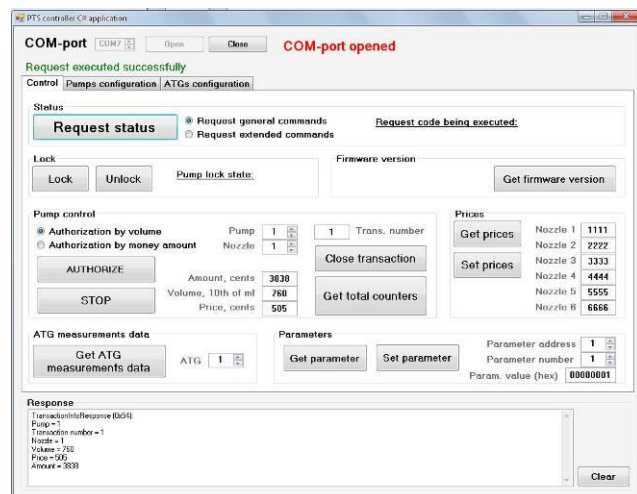 PTS controller C# application
COM-port COM7 Open Close COM-port opened
Request executed successfully
Control Pumps configuration ATGs configuration
Status
Request status
Request general commands
Request extended commands
Request code being executed:
Lock
Lock Unlock Pump lock state:
Firmware version
Get firmware version
Pump control
Authorization by volume
Authorization by money amount
Pump 1
Nozzle 1
1 Trans. number
AUTHORIZE
STOP
Amount, cents 3838
Volume, 10th of ml 760
Price, cents 505
Close transaction
Get total counters
Prices
Get prices
Set prices
Nozzle 1 1111
Nozzle 2 2222
Nozzle 3 3333
Nozzle 4 4444
Nozzle 5 5555
Nozzle 6 6666
ATG measurements data
Get ATG
measurements data
ATG 1
Parameters
Get parameter Set parameter
Parameter address 1
Parameter number 1
Param. value (hex) 00000001
Response
TransactionInfoResponse (0x54):
Pump = 1
Transaction number = 1
Nozzle = 1
Volume = 760
Price = 505
Amount = 3838
Clear